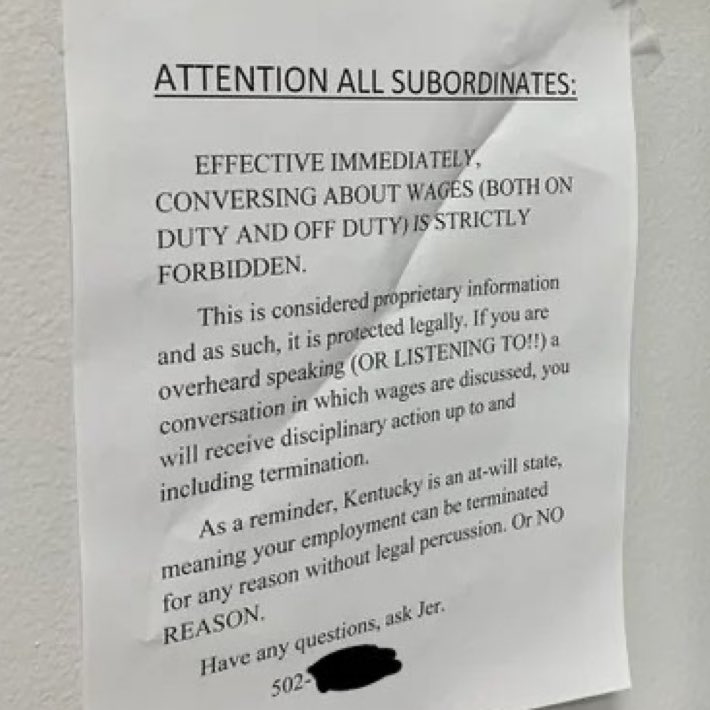 ATTENTION ALL SUBORDINATES:
EFFECTIVE IMMEDIATELY,
CONVERSING ABOUT WAGES (BOTH ON
DUTY AND OFF DUTY) IS STRICTLY
FORBIDDEN.
This is considered proprietary information
and as such, it is protected legally. If you are
overheard speaking (OR LISTENING TO!!) a
conversation in which wages are discussed, you
will receive disciplinary action up to and
including termination.
As a reminder, Kentucky is an at-will state,
meaning your employment can be terminated
for any reason without legal percussion. Or NO
REASON.
Have any questions, ask Jer.
502-